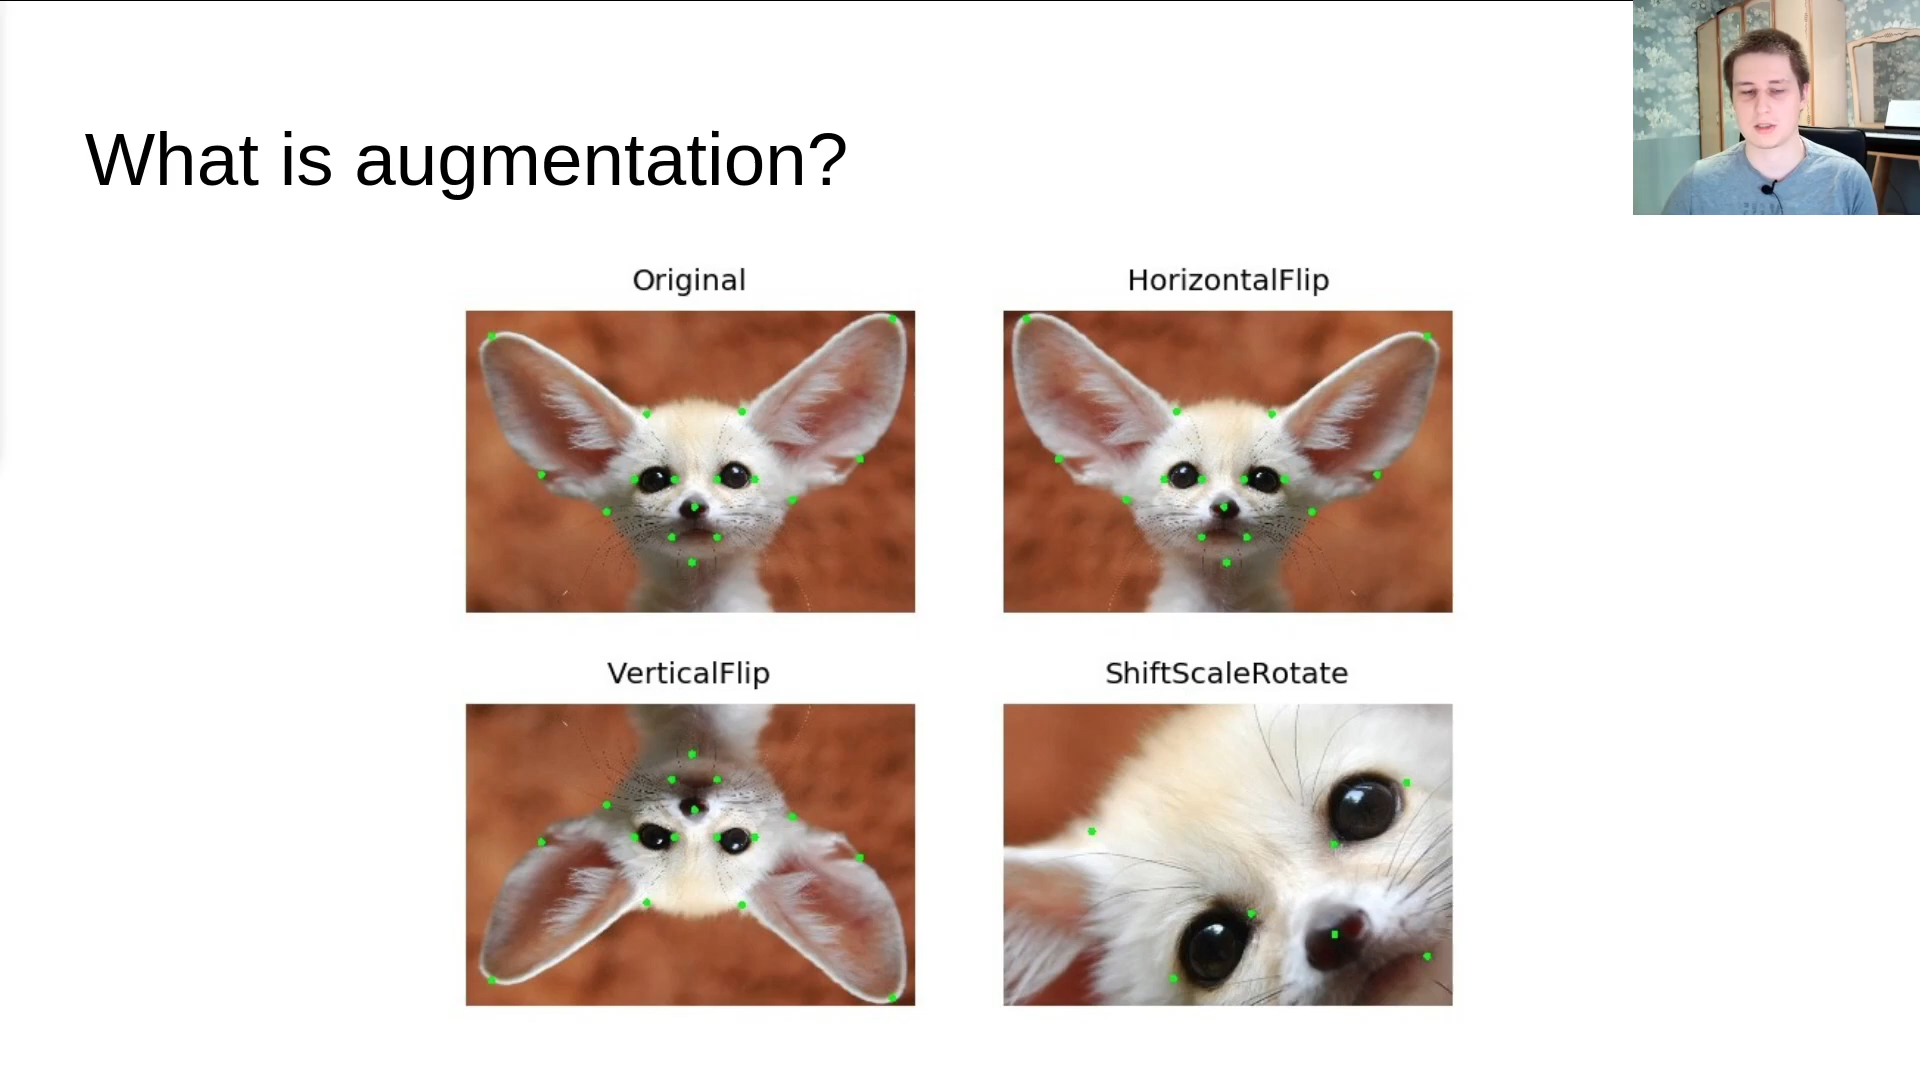 What is augmentation?
Original
HorizontalFlip
VerticalFlip
ShiftScaleRotate